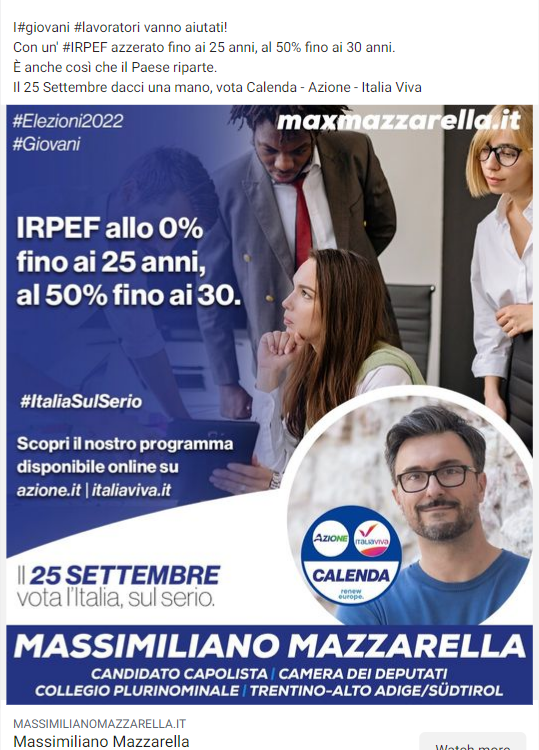 I#giovani #lavoratori vanno aiutati!
Con un' #IRPEF azzerato fino ai 25 anni, al 50% fino ai 30 anni.
È anche così che il Paese riparte.
Il 25 Settembre dacci una mano, vota Calenda - Azione - Italia Viva
#Elezioni2022
maxmazzarella.it
#Giovani
IRPEF allo 0%
fino ai 25 anni,
al 50% fino ai 30.
#ItaliaSulSerio
Scopri il nostro programma
disponibile online su
azione.it | italiaviva.it
AZIONE
ITALIAVIVA
CALENDA
renew
europe.
Il 25 SETTEMBRE
vota l'Italia, sul serio.
MASSIMILIANO MAZZARELLA
CANDIDATO CAPOLISTA | CAMERA DEI DEPUTATI
COLLEGIO PLURINOMINALE | TRENTINO-ALTO ADIGE/SÜDTIROL
MASSIMILIANOMAZZARELLA.IT
Massimiliano Mazzarella
Watch more